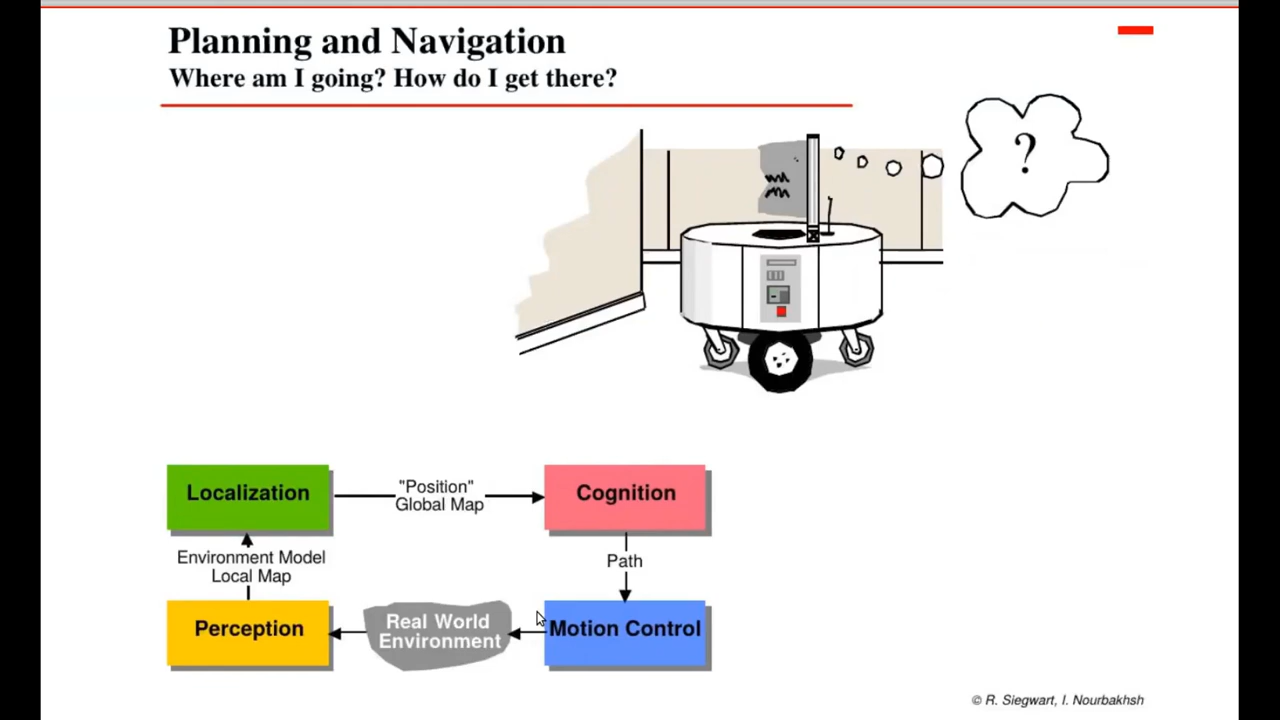 Planning and Navigation
Where am I going? How do I get there?
?
Localization
"Position"
Global Map
Cognition
Environment Model
Local Map
Path
Perception
Real World
Environment
Motion Control
© R. Siegwart, I. Nourbakhsh